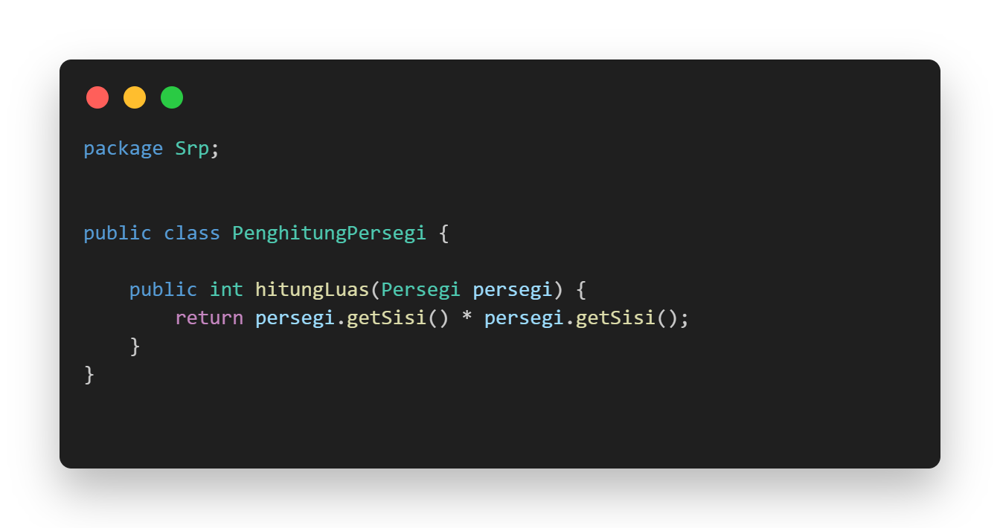 package Srp;
public class PenghitungPersegi {
    public int hitungLuas(Persegi persegi) {
        return persegi.getSisi() * persegi.getSisi();
    }
}